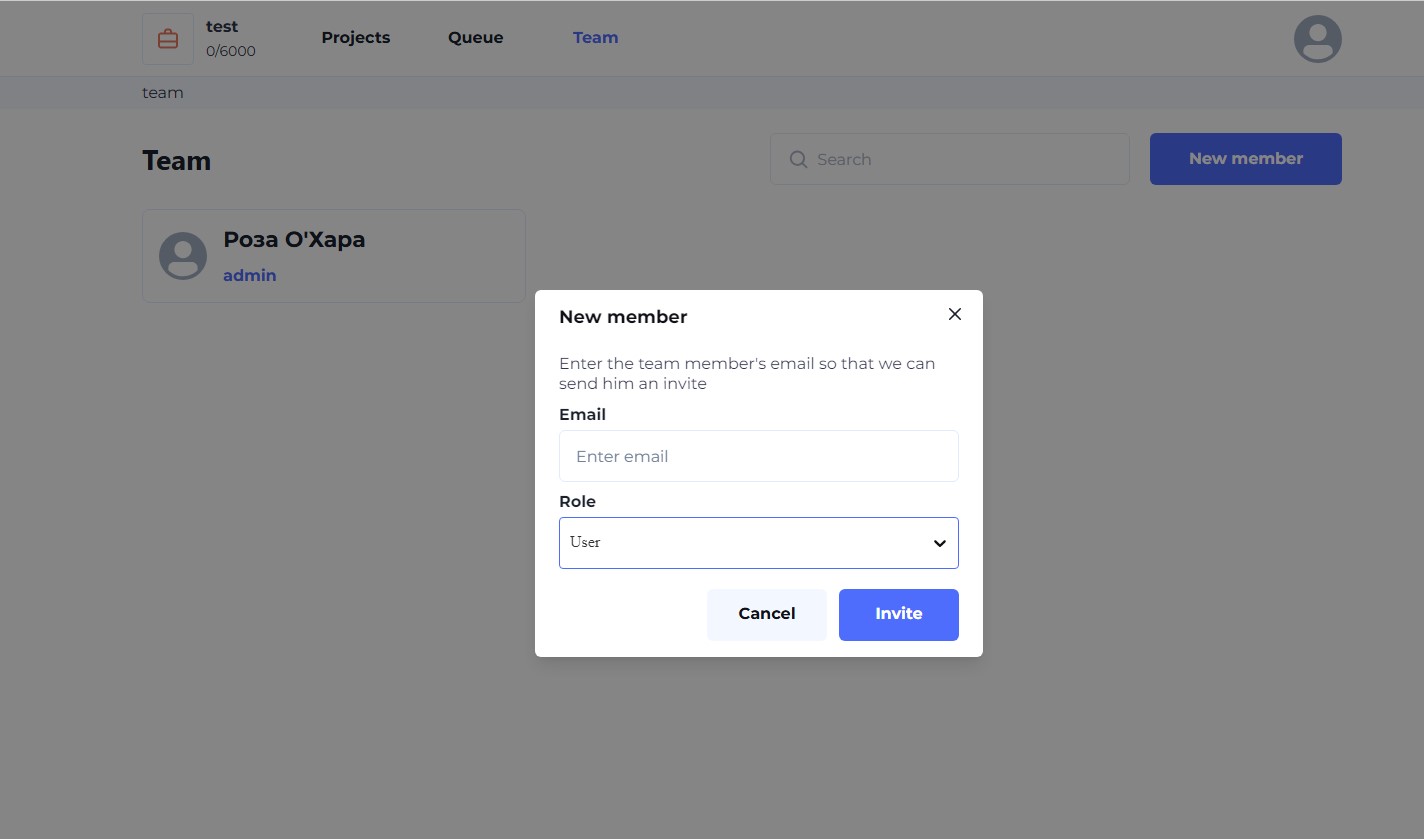 test
0/6000
Projects
Queue
Team
team
Team
Search
New member
Роза О'Хара
admin
New member
Enter the team member's email so that we can
send him an invite
Email
Enter email
Role
User
Cancel
Invite